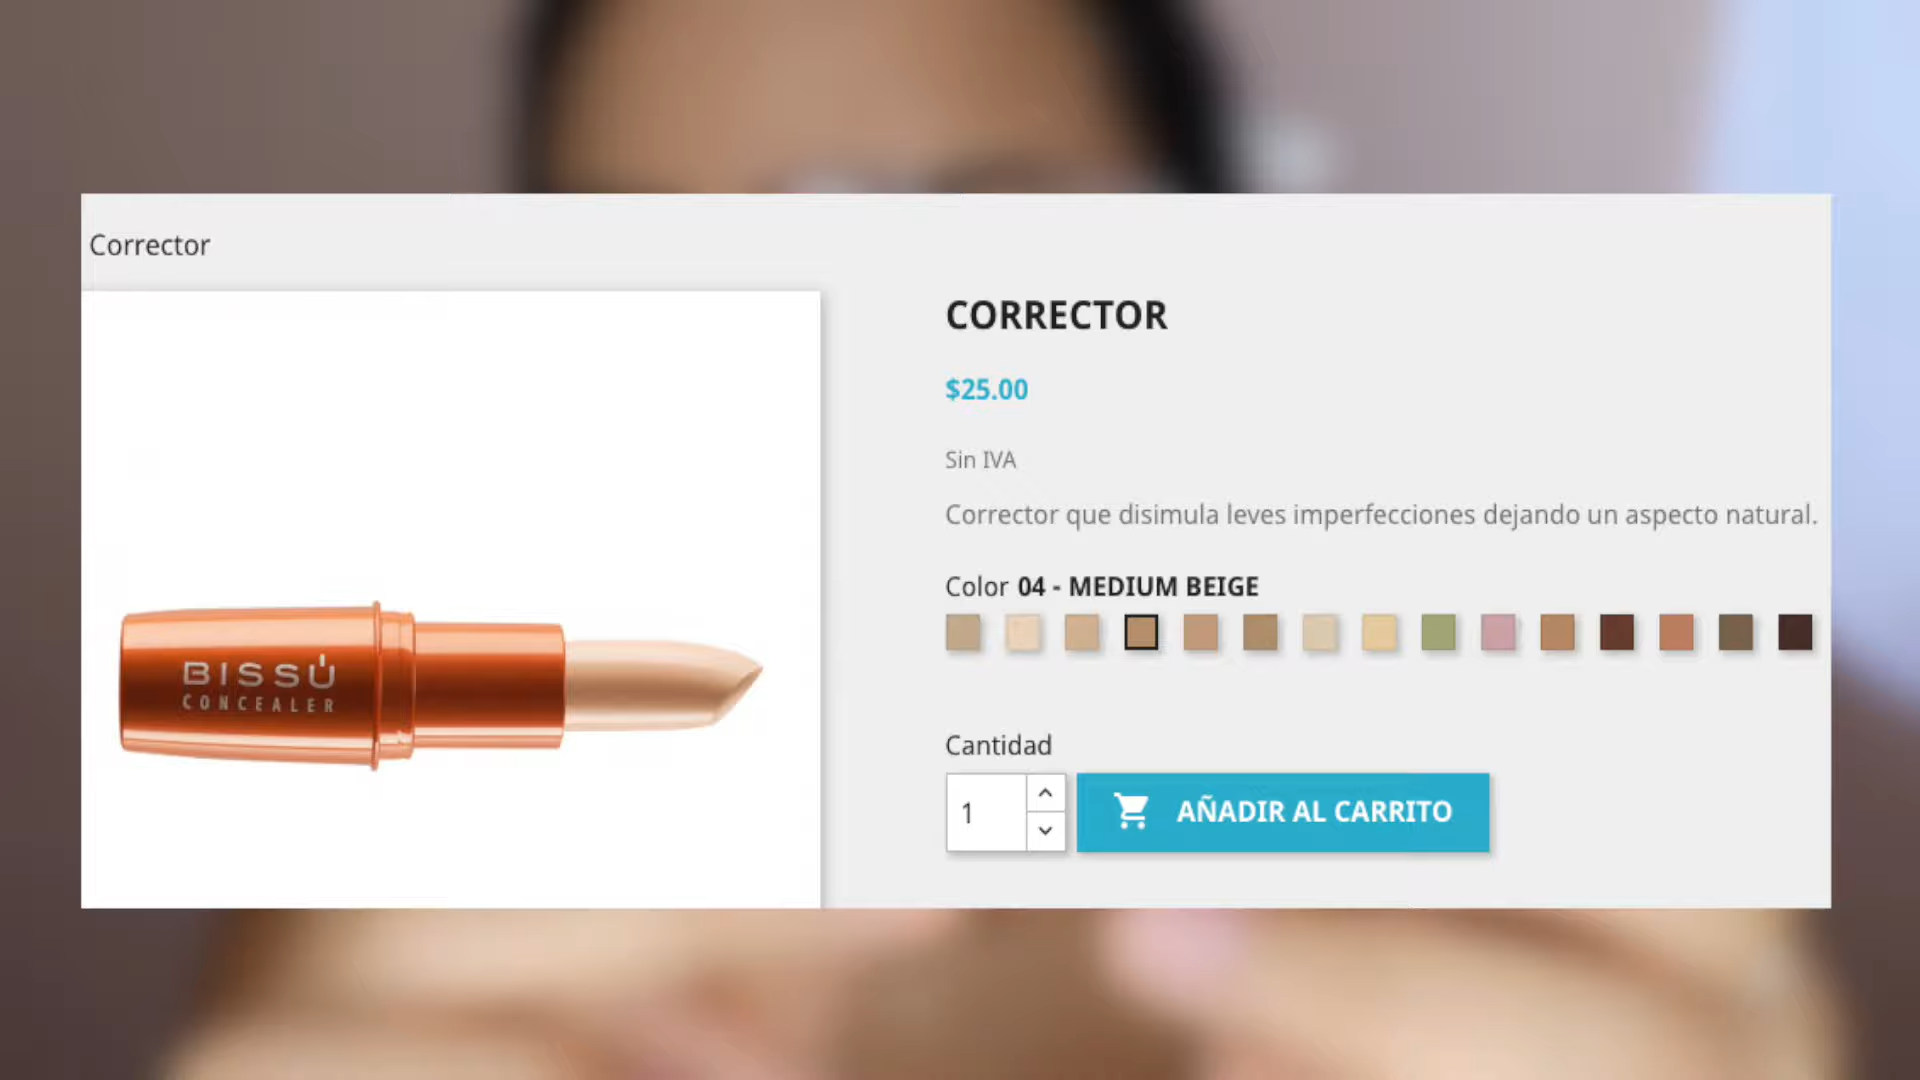 Corrector
CORRECTOR
$25.00
Sin IVA
Corrector que disimula leves imperfecciones dejando un aspecto natural.
Color 04 - MEDIUM BEIGE
BISSÚ
CONCEALER
Cantidad
1
AÑADIR AL CARRITO